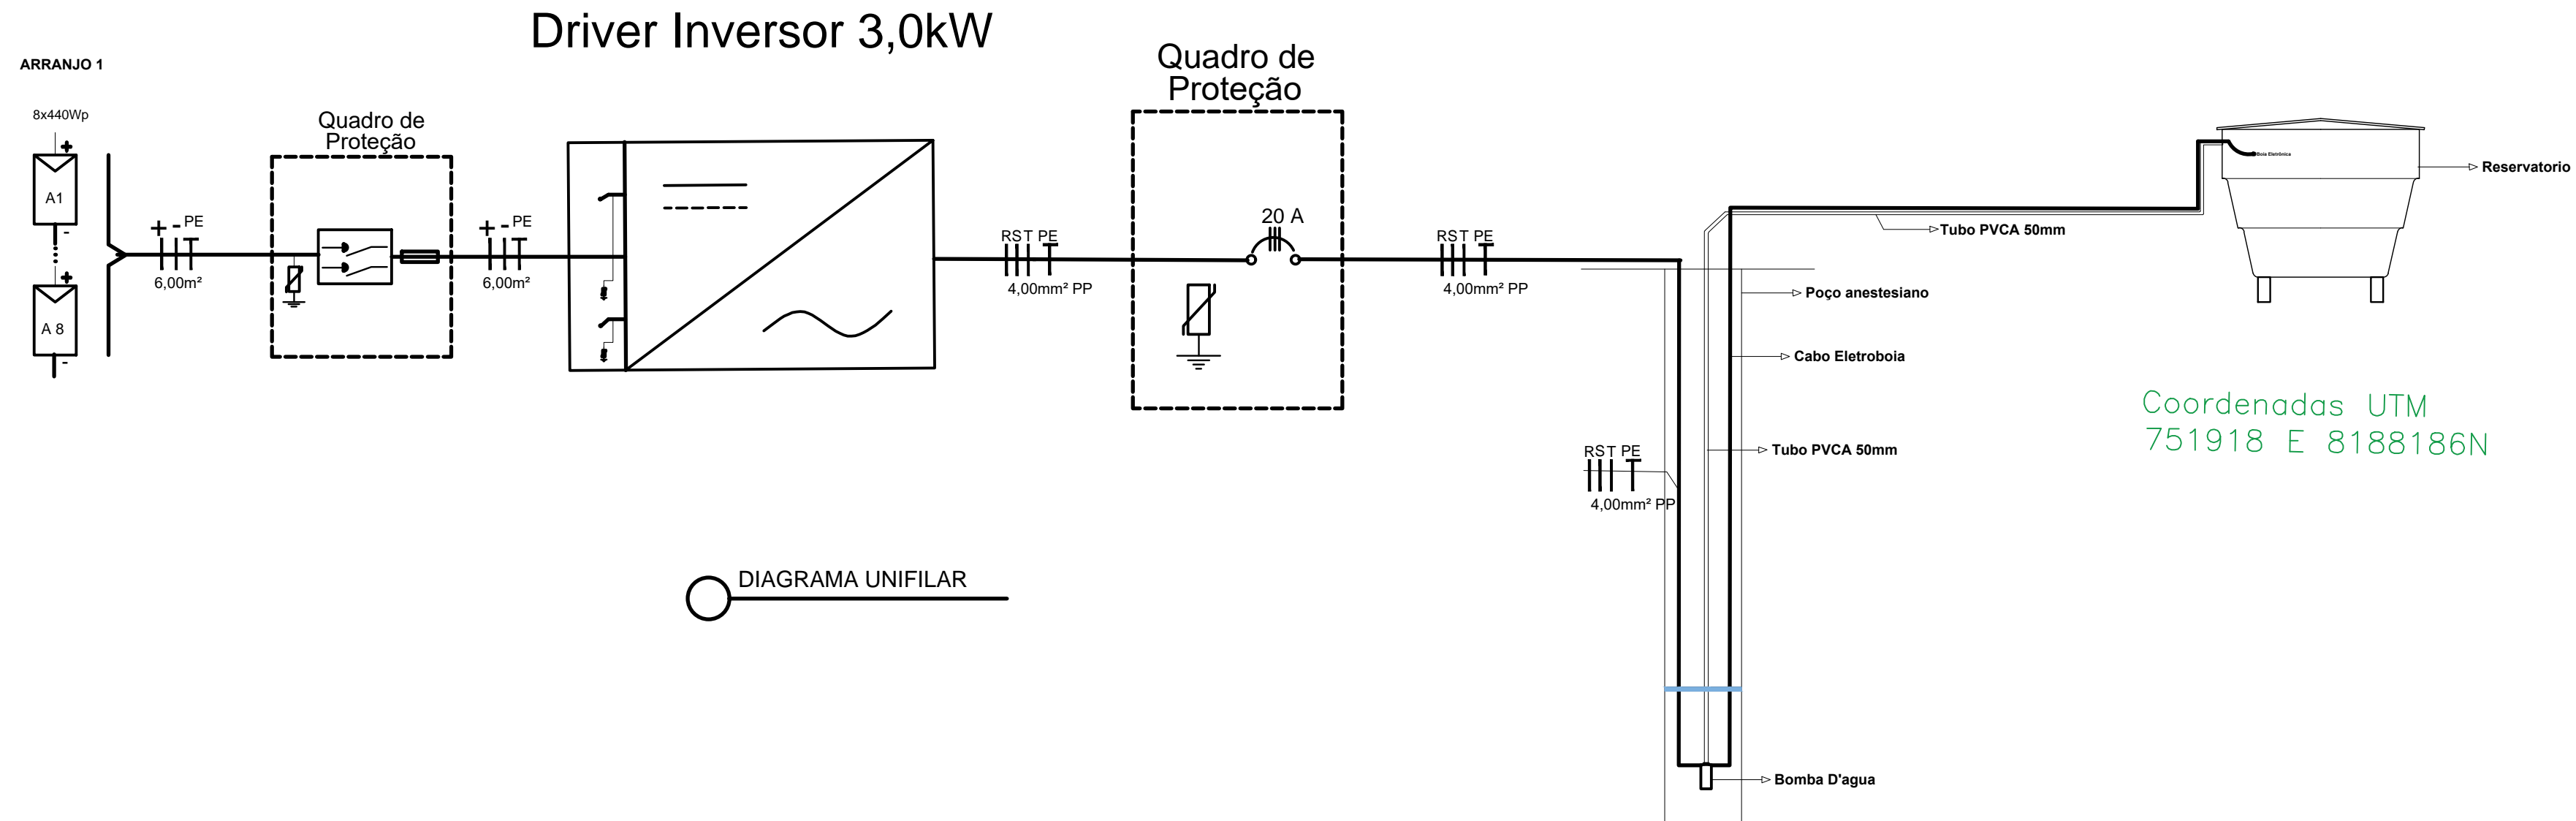 Driver Inversor 3,0kW
ARRANJO 1
8x440Wp
+
A1
-
+
A 8
-
+ - PE
6,00m²
Quadro de
Proteção
+ - PE
6,00m²
RST PE
4,00mm² PP
Quadro de
Proteção
20 A
RST PE
4,00mm² PP
RST PE
4,00mm² PP
Boia Eletrônica
Reservatorio
Tubo PVCA 50mm
Poço anestesiano
Cabo Eletroboia
Tubo PVCA 50mm
Bomba D'agua
Coordenadas UTM
751918 E 8188186N
DIAGRAMA UNIFILAR